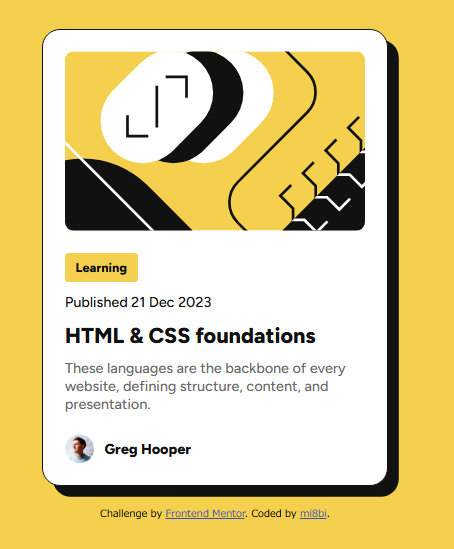 Learning
Published 21 Dec 2023
HTML & CSS foundations
These languages are the backbone of every
website, defining structure, content, and
presentation.
Greg Hooper
Challenge by Frontend Mentor. Coded by mi8bi.